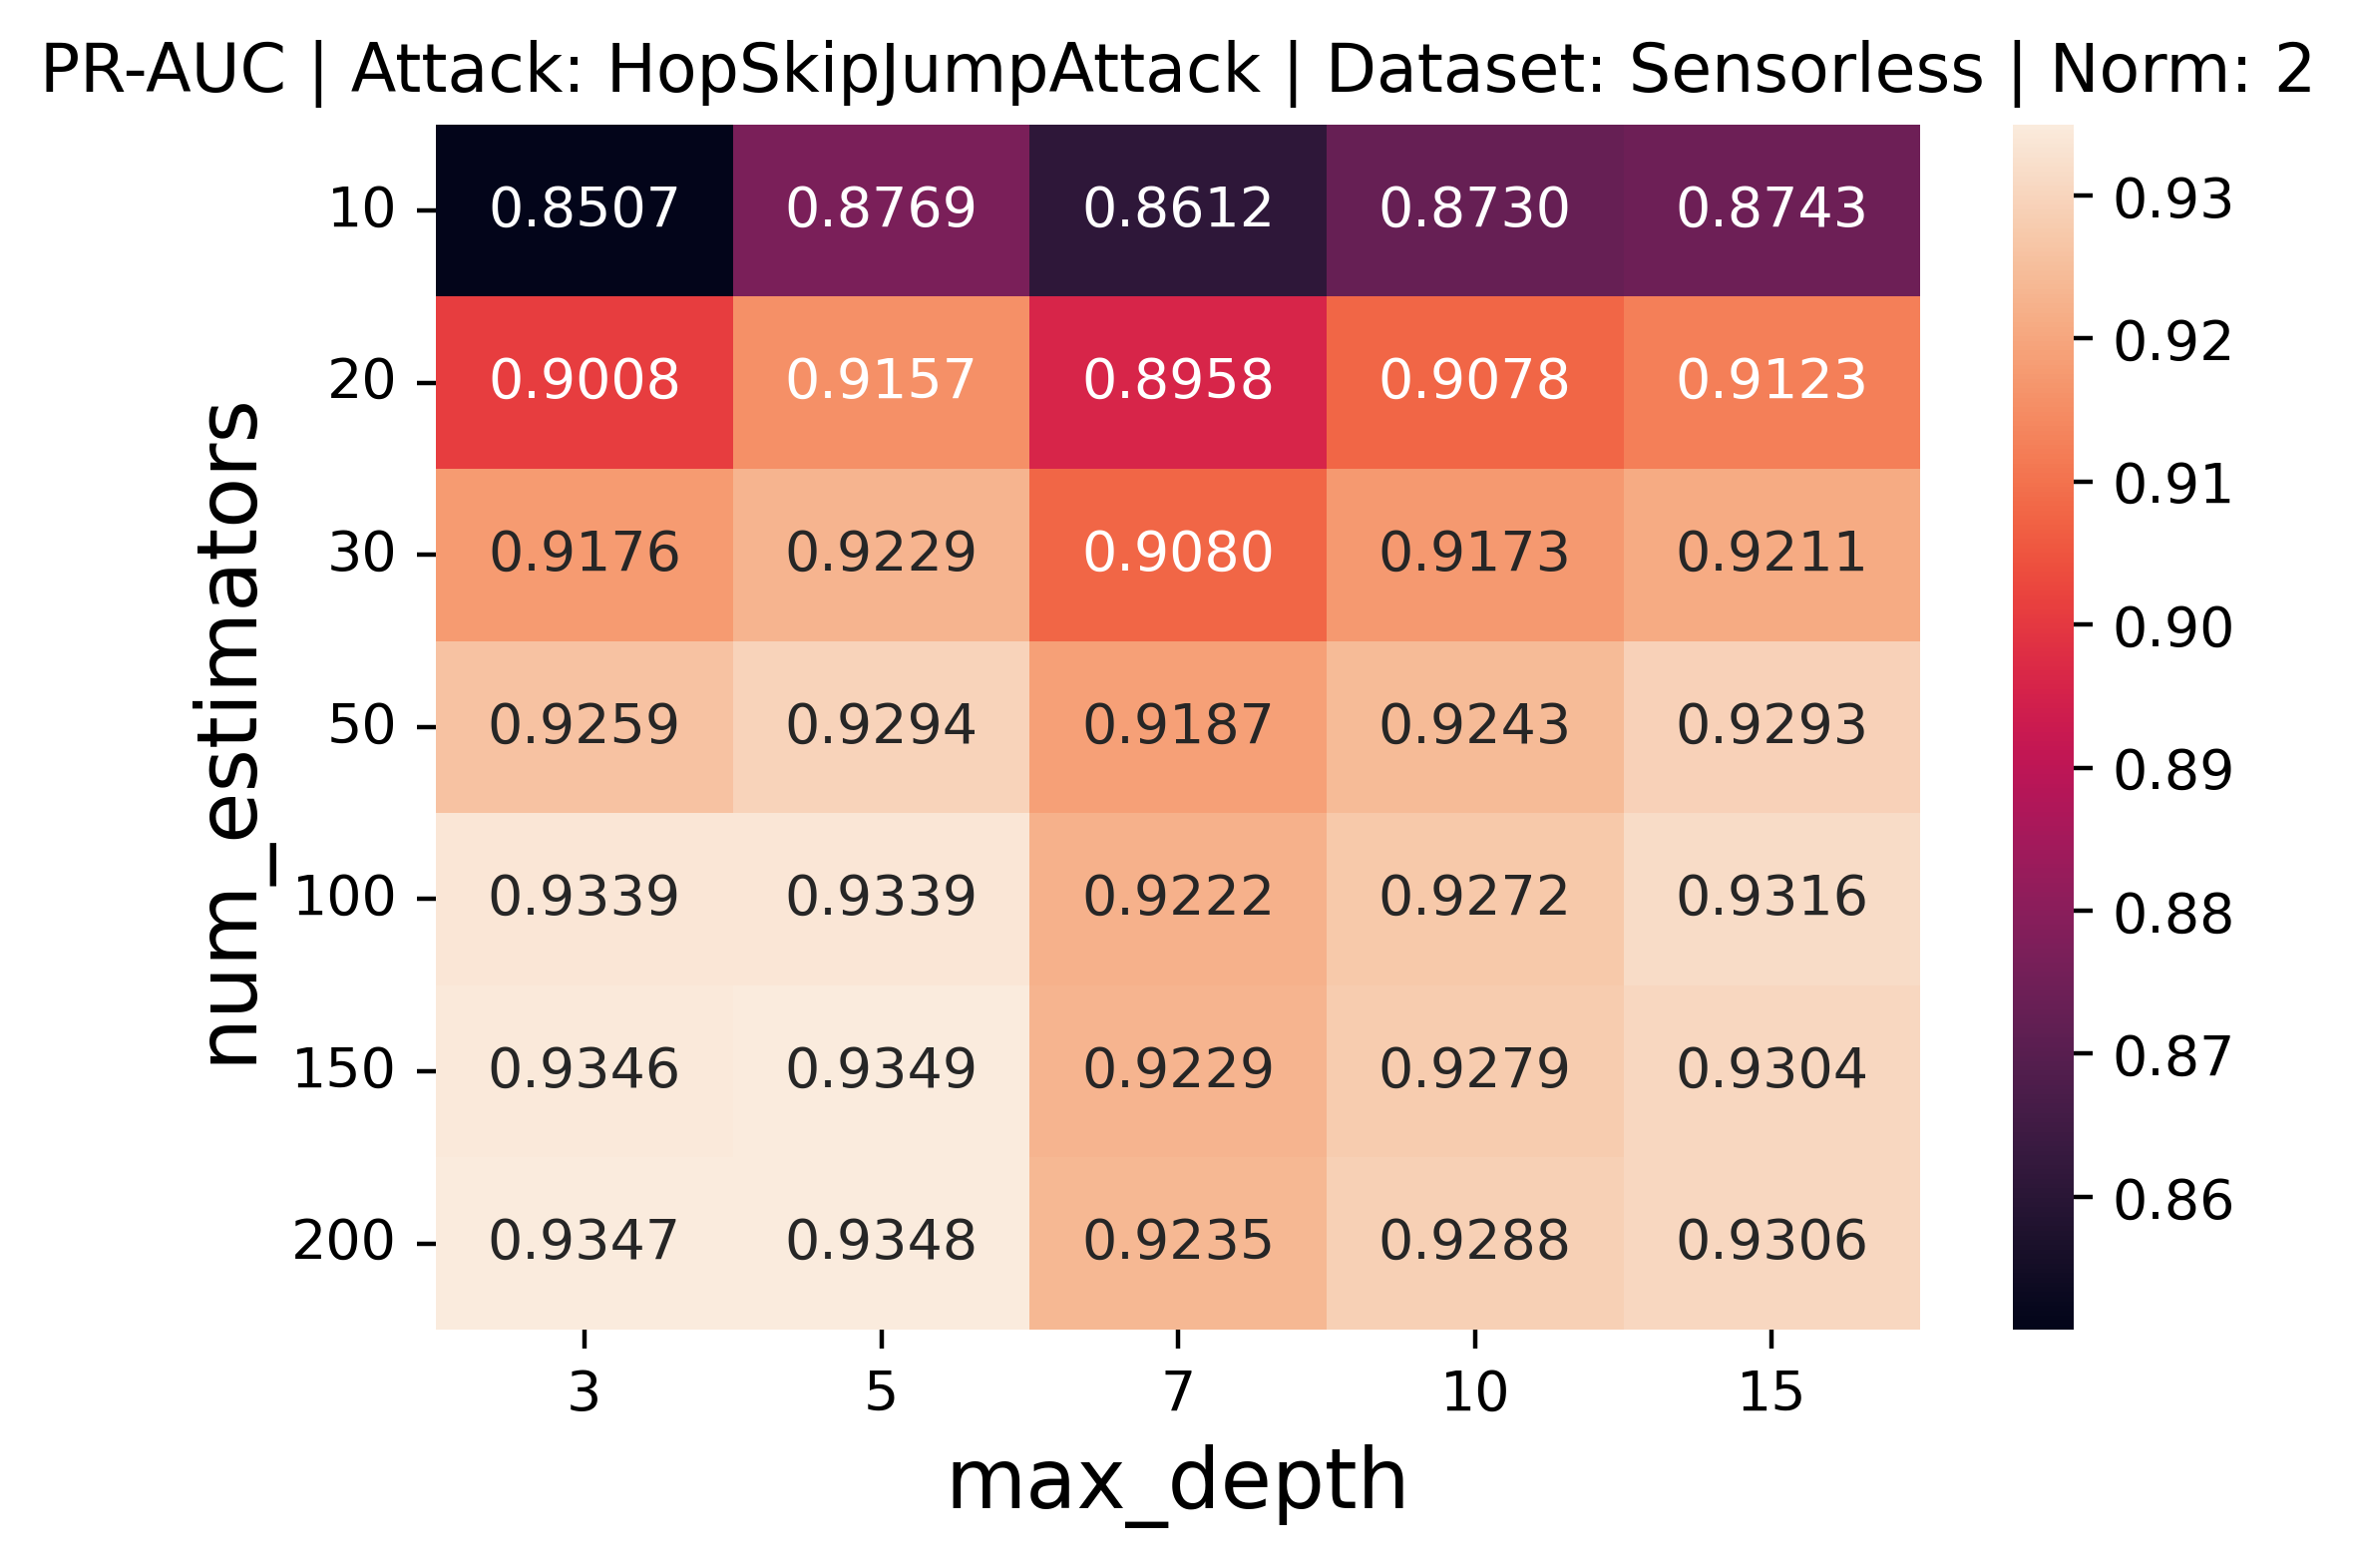 PR-AUC | Attack: HopSkipJumpAttack | Dataset: Sensorless | Norm: 2
num_estimators
10 0.8507 0.8769 0.8612 0.8730 0.8743
20 0.9008 0.9157 0.8958 0.9078 0.9123
30 0.9176 0.9229 0.9080 0.9173 0.9211
50 0.9259 0.9294 0.9187 0.9243 0.9293
100 0.9339 0.9339 0.9222 0.9272 0.9316
150 0.9346 0.9349 0.9229 0.9279 0.9304
200 0.9347 0.9348 0.9235 0.9288 0.9306
3 5 7 10 15
max_depth
0.93
0.92
0.91
0.90
0.89
0.88
0.87
0.86